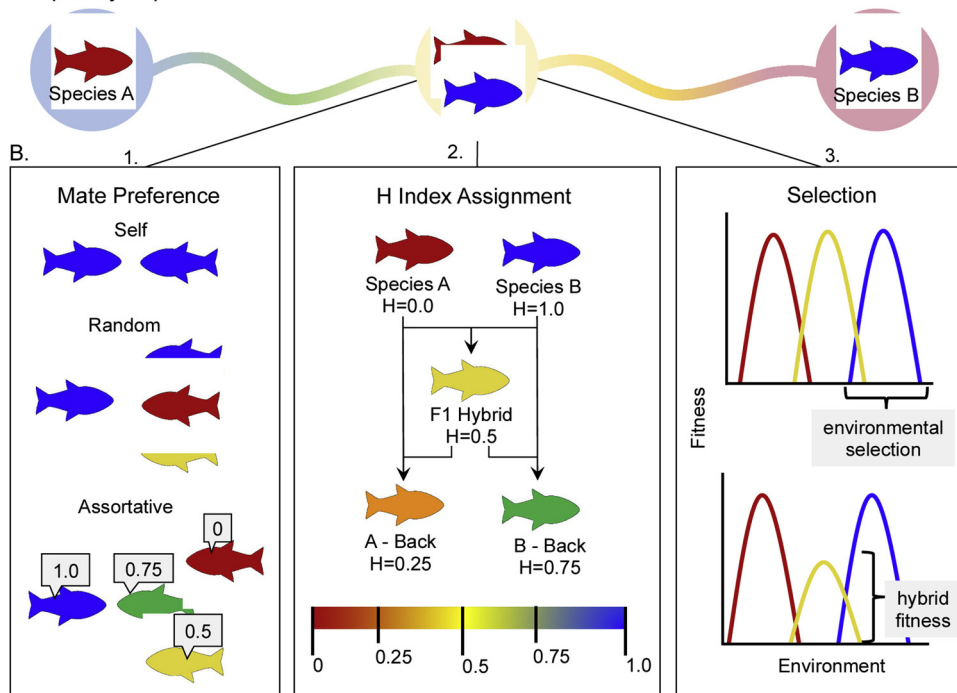 Species A
Species B
B.
1.
2.
3.
Mate Preference
Self
Random
Assortative
1.0
0.75
0
0.5
H Index Assignment
Species A
H=0.0
Species B
H=1.0
F1 Hybrid
H=0.5
A - Back
H=0.25
B - Back
H=0.75
0
0.25
0.5
0.75
1.0
Selection
Fitness
environmental
selection
hybrid
fitness
Environment